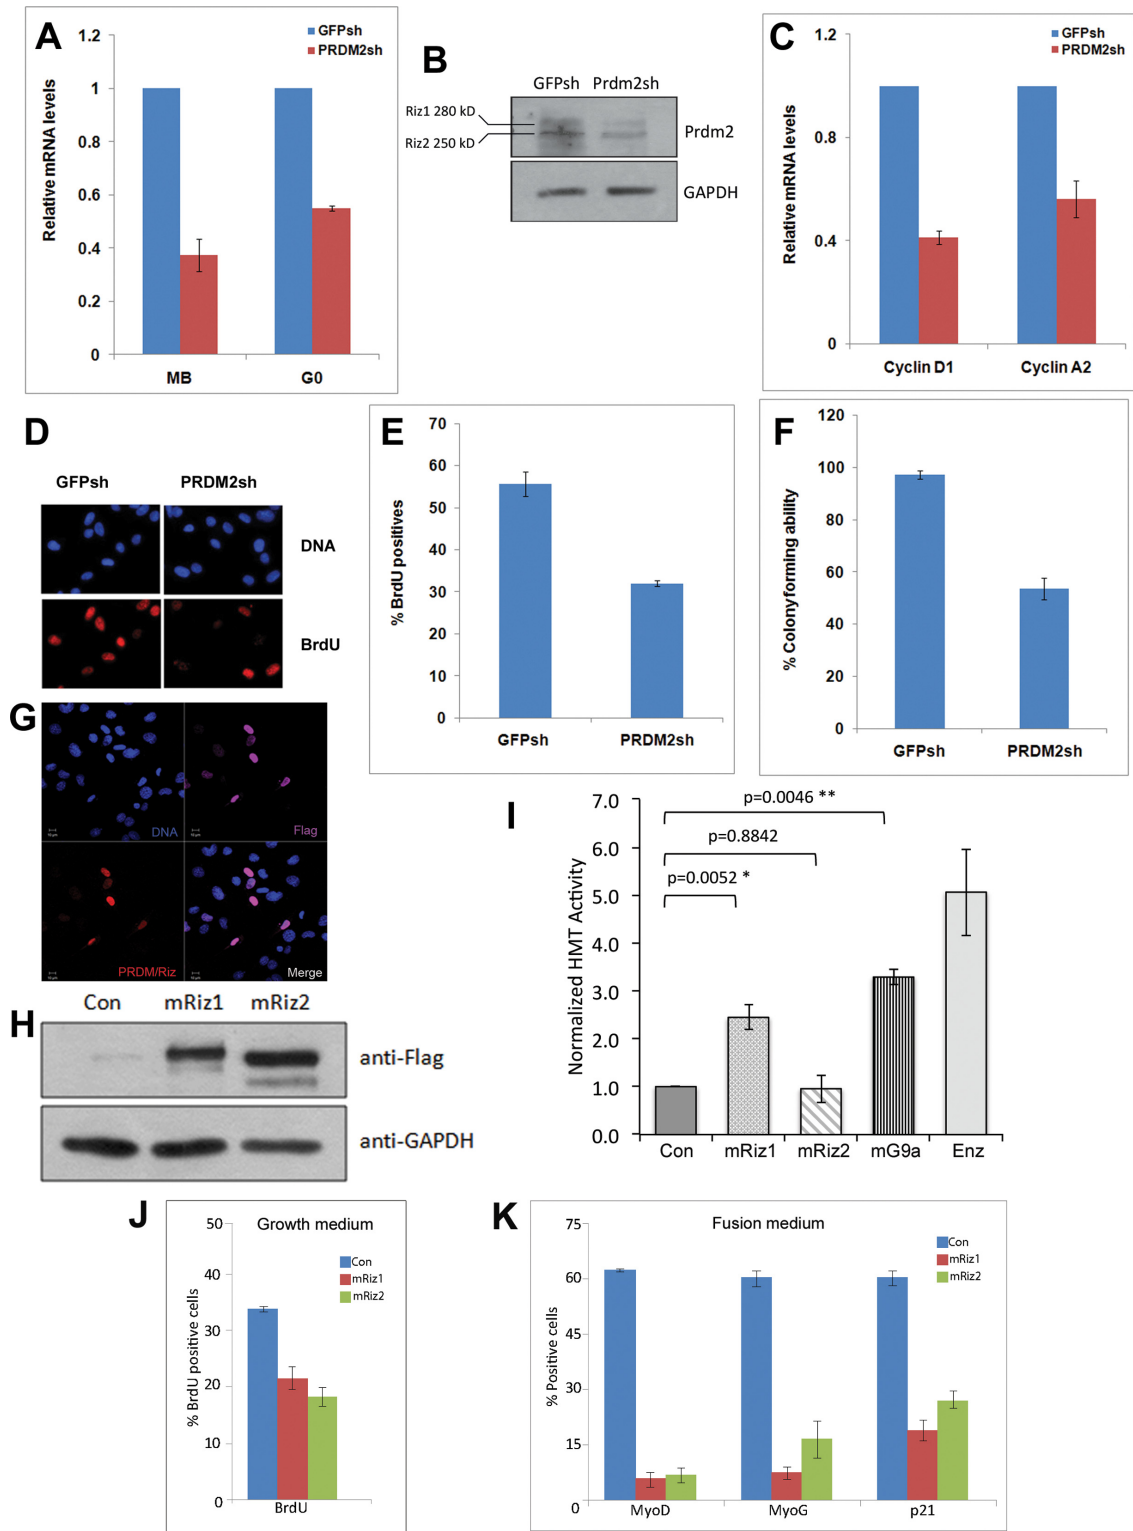 A
1.2
1
0.8
0.6
0.4
0.2
0
Relative mRNA levels
GFPsh
PRDM2sh
MB G0
B
GFPsh Prdm2sh
Riz1 280 kD
Riz2 250 kD
Prdm2
GAPDH
C
1.2
0.8
0.4
0
Relative mRNA levels
GFPsh
PRDM2sh
Cyclin D1 Cyclin A2
D
GFPsh PRDM2sh
DNA
BrdU
E
70
60
50
40
30
20
10
0
% BrdU positives
GFPsh PRDM2sh
F
120
100
80
60
40
20
0
% Colony forming ability
GFPsh PRDM2sh
G
DNA
Flag
PRDM/Riz
Merge
H
Con mRiz1 mRiz2
anti-Flag
anti-GAPDH
I
7.0
6.0
5.0
4.0
3.0
2.0
1.0
0.0
Normalized HMT Activity
p=0.0046 **
p=0.8842
p=0.0052 *
Con mRiz1 mRiz2 mG9a Enz
J
Growth medium
50
40
30
20
10
0
% BrdU positive cells
Con
mRiz1
mRiz2
BrdU
K
Fusion medium
75
60
45
30
15
0
% Positive cells
Con
mRiz1
mRiz2
MyoD MyoG p21